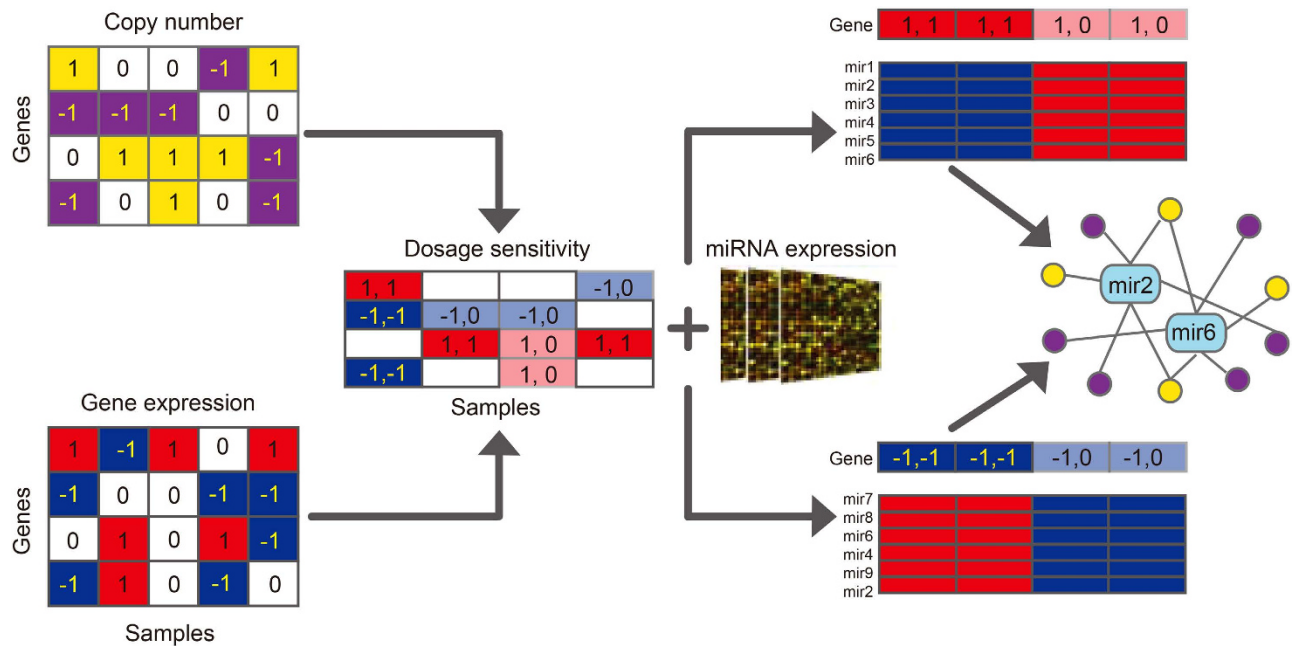 Copy number
Genes
1 0 0 -1 1
-1 -1 -1 0 0
0 1 1 1 -1
-1 0 1 0 -1
Gene expression
Genes
1 -1 1 0 1
-1 0 0 -1 -1
0 1 0 1 -1
-1 1 0 -1 0
Samples
Dosage sensitivity
1, 1 -1,0
-1,-1 -1,0 -1,0
1, 1 1, 0 1, 1
-1,-1 1, 0
Samples
+
miRNA expression
Gene 1, 1 1, 1 1, 0 1, 0
mir1
mir2
mir3
mir4
mir5
mir6
mir2
mir6
Gene -1,-1 -1,-1 -1,0 -1,0
mir7
mir8
mir6
mir4
mir9
mir2